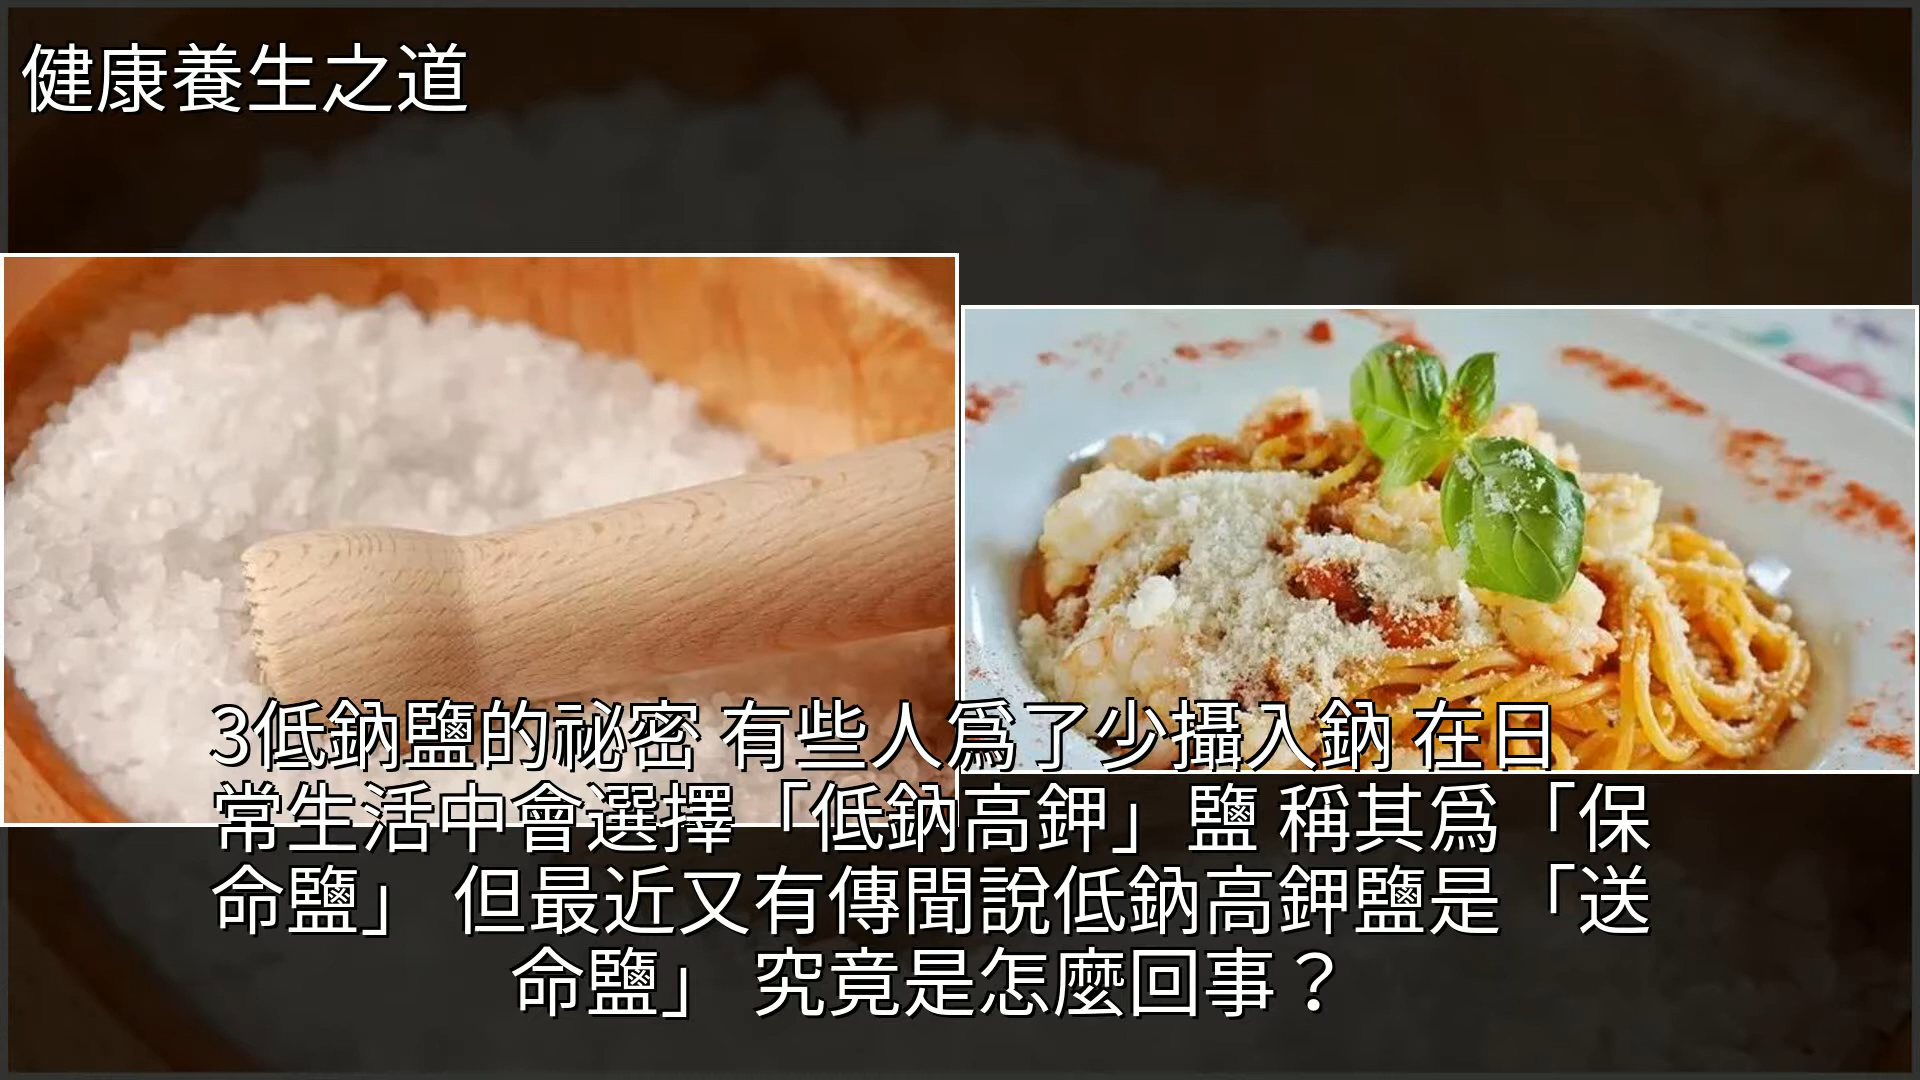 健康養生之道
3低鈉鹽的祕密 有些人爲了少攝入鈉 在日
常生活中會選擇「低鈉高鉀」鹽 稱其爲「保
命鹽」 但最近又有傳聞說低鈉高鉀鹽是「送
命鹽」 究竟是怎麼回事？